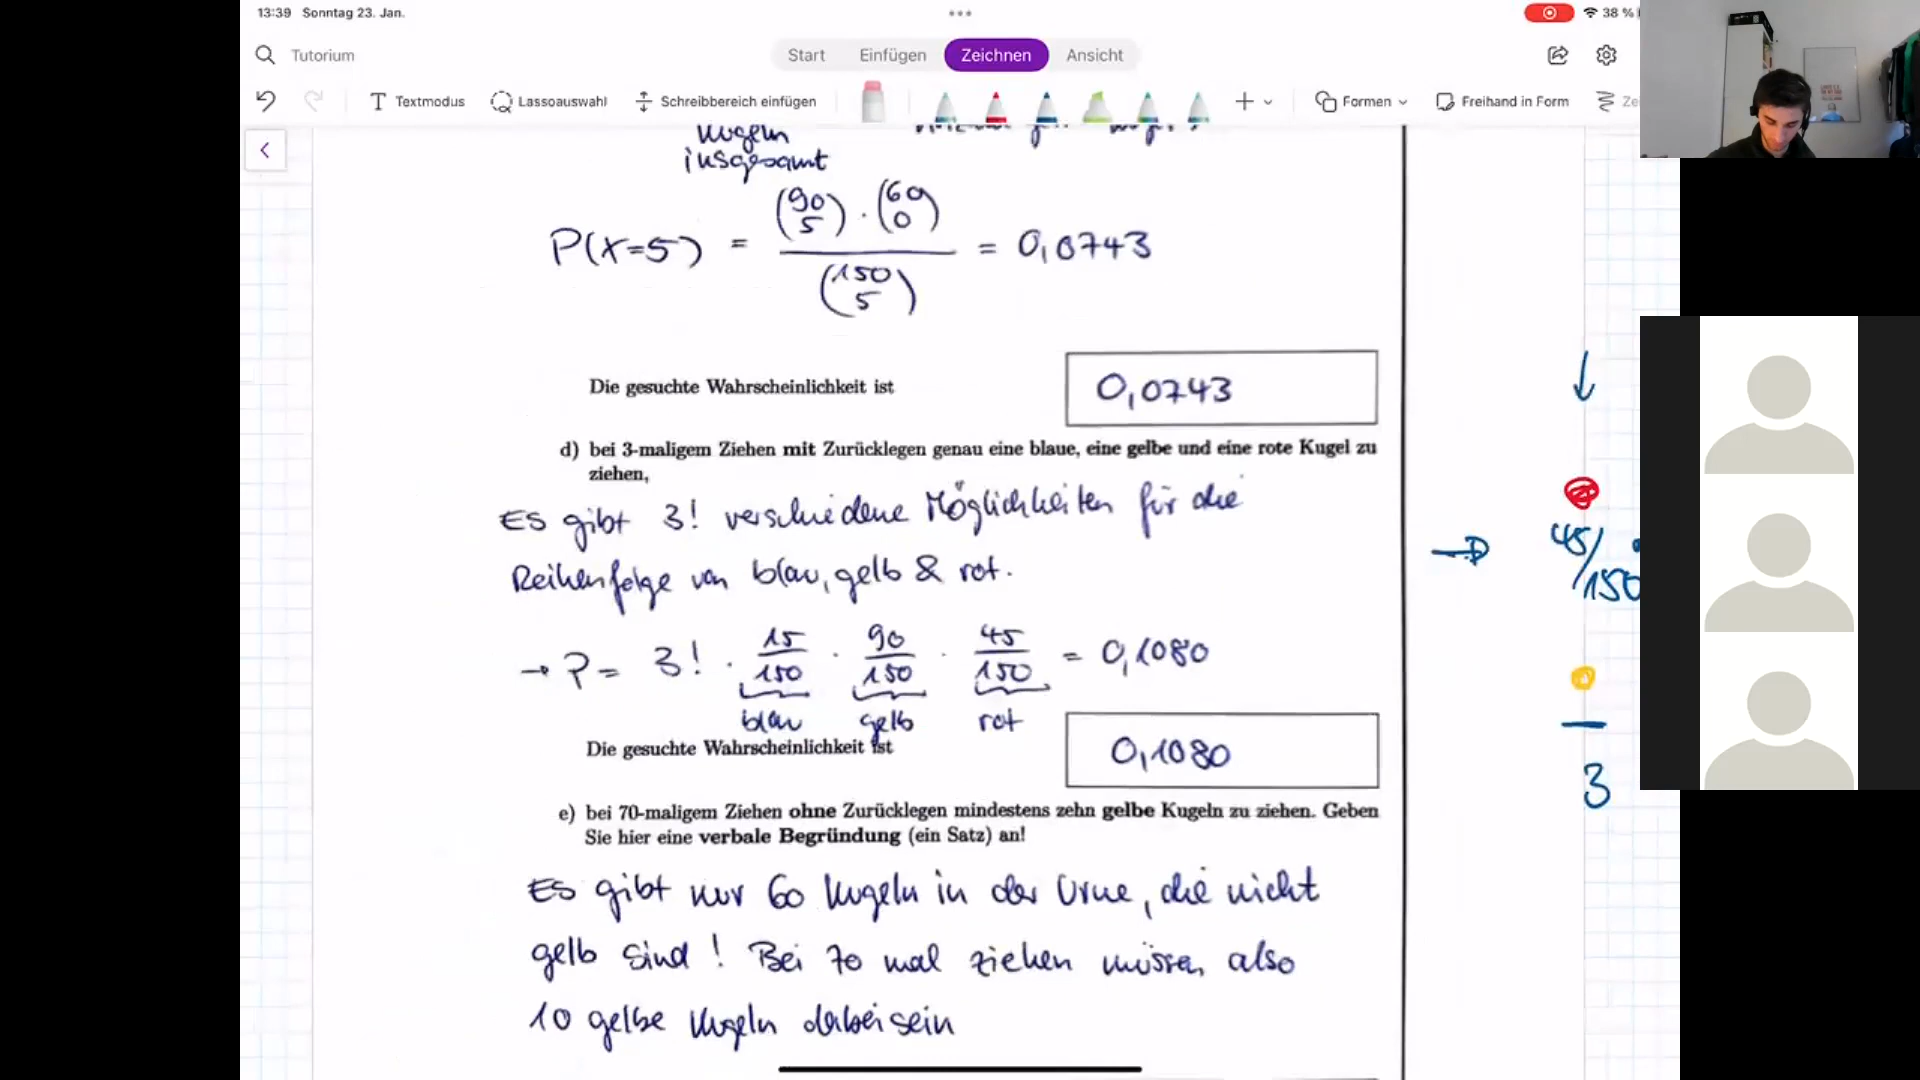 13:39 Sonntag 23. Jan.
38 %
Tutorium
Start Einfügen Zeichnen Ansicht
Textmodus Lassoauswahl Schreibbereich einfügen Formen Freihand in Form
Kugeln
insgesamt
P(X=5) = (90 5) · (60 0) / (150 5) = 0,0743
Die gesuchte Wahrscheinlichkeit ist 0,0743
d) bei 3-maligem Ziehen mit Zurücklegen genau eine blaue, eine gelbe und eine rote Kugel zu
ziehen,
Es gibt 3! verschiedene Möglichkeiten für die
Reihenfolge von blau, gelb & rot.
→ P = 3! · 15/150 · 90/150 · 45/150 = 0,1080
blau gelb rot
Die gesuchte Wahrscheinlichkeit ist 0,1080
e) bei 70-maligem Ziehen ohne Zurücklegen mindestens zehn gelbe Kugeln zu ziehen. Geben
Sie hier eine verbale Begründung (ein Satz) an!
Es gibt nur 60 Kugeln in der Urne, die nicht
gelb sind! Bei 70 mal ziehen müssen also
10 gelbe Kugeln dabei sein
45/150
3